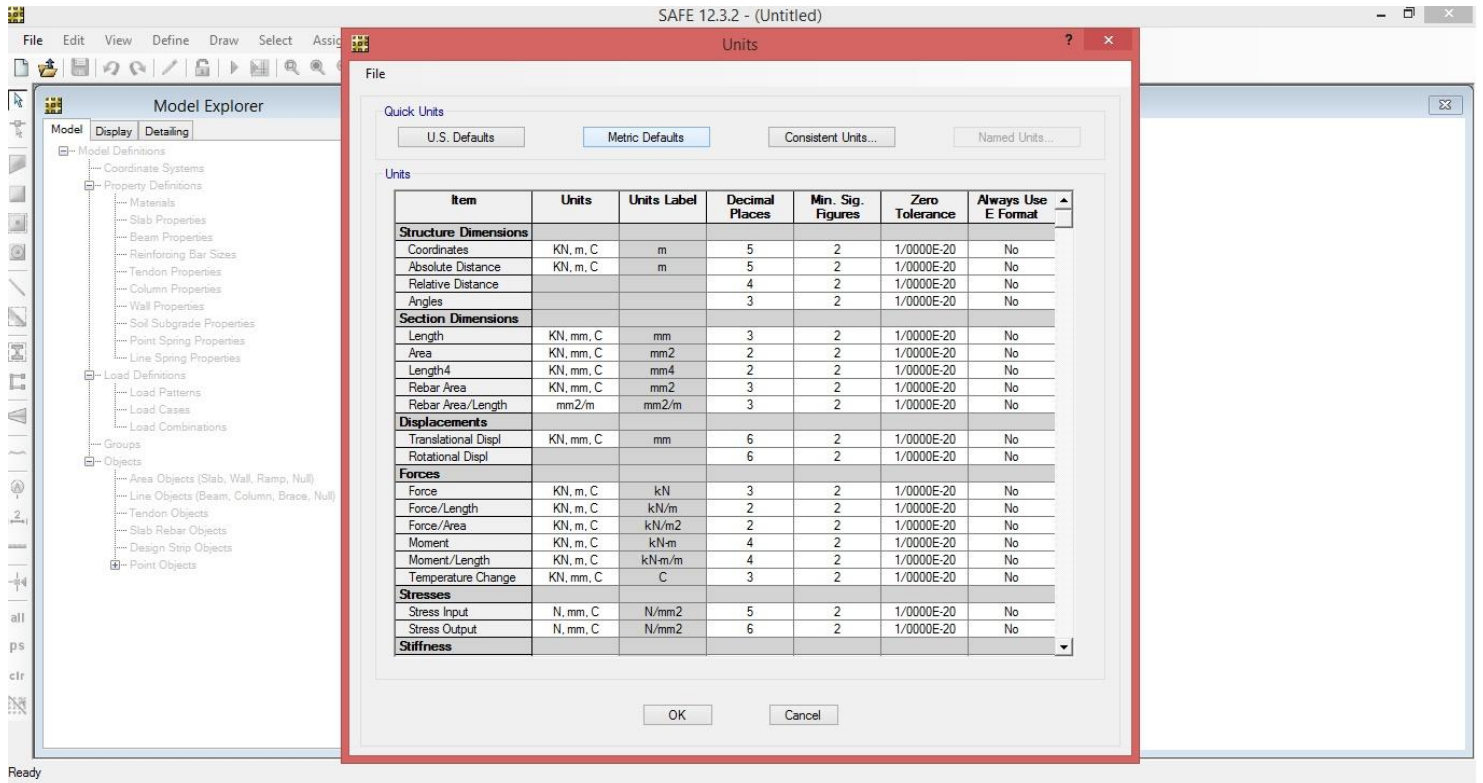 SAFE 12.3.2 - (Untitled)
File Edit View Define Draw Select Assig
Units
?
File
Model Explorer
Model Display Detailing
Model Definitions
Coordinate Systems
Property Definitions
Materials
Slab Properties
Beam Properties
Reinforcing Bar Sizes
Tendon Properties
Column Properties
Wall Properties
Soil Subgrade Properties
Point Spring Properties
Line Spring Properties
Load Definitions
Load Patterns
Load Cases
Load Combinations
Groups
Objects
Area Objects (Slab, Wall, Ramp, Null)
Line Objects (Beam, Column, Brace, Null)
Tendon Objects
Slab Rebar Objects
Design Strip Objects
Point Objects
all
ps
clr
Quick Units
U.S. Defaults Metric Defaults Consistent Units... Named Units...
Units
Item Units Units Label Decimal Places Min. Sig. Figures Zero Tolerance Always Use E Format
Structure Dimensions
Coordinates KN, m, C m 5 2 1/0000E-20 No
Absolute Distance KN, m, C m 5 2 1/0000E-20 No
Relative Distance 4 2 1/0000E-20 No
Angles 3 2 1/0000E-20 No
Section Dimensions
Length KN, mm, C mm 3 2 1/0000E-20 No
Area KN, mm, C mm2 2 2 1/0000E-20 No
Length4 KN, mm, C mm4 2 2 1/0000E-20 No
Rebar Area KN, mm, C mm2 3 2 1/0000E-20 No
Rebar Area/Length mm2/m mm2/m 3 2 1/0000E-20 No
Displacements
Translational Displ KN, mm, C mm 6 2 1/0000E-20 No
Rotational Displ 6 2 1/0000E-20 No
Forces
Force KN, m, C kN 3 2 1/0000E-20 No
Force/Length KN, m, C kN/m 2 2 1/0000E-20 No
Force/Area KN, m, C kN/m2 2 2 1/0000E-20 No
Moment KN, m, C kN-m 4 2 1/0000E-20 No
Moment/Length KN, m, C kN-m/m 4 2 1/0000E-20 No
Temperature Change KN, mm, C C 3 2 1/0000E-20 No
Stresses
Stress Input N, mm, C N/mm2 5 2 1/0000E-20 No
Stress Output N, mm, C N/mm2 6 2 1/0000E-20 No
Stiffness
OK Cancel
Ready